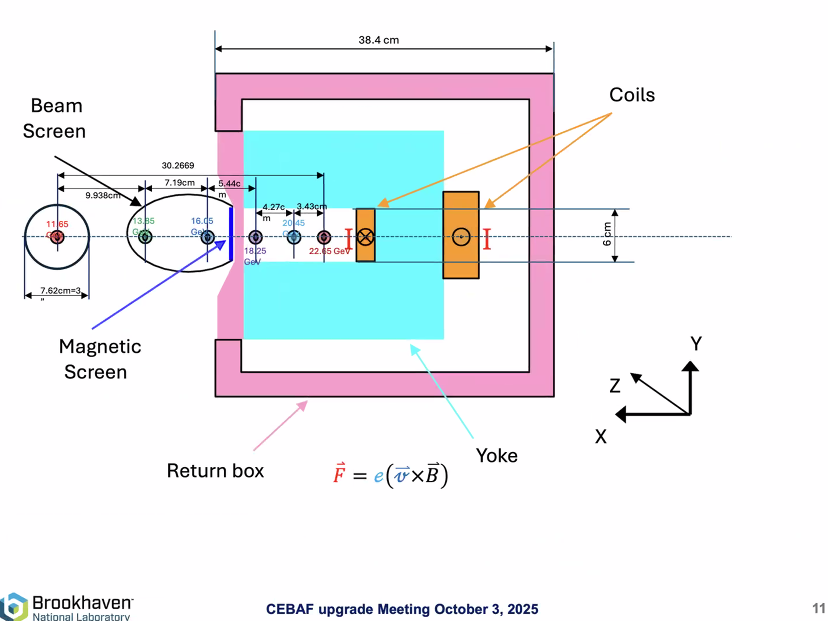 38.4 cm
Beam
Screen
Coils
30.2669
9.938cm
7.19cm
5.44c
m
4.27c
m
3.43cm
11.65
GeV
13.85
GeV
16.05
GeV
18.25
GeV
20.45
GeV
22.65 GeV
I
I
6 cm
7.62cm=3
"
Magnetic
Screen
Y
Z
X
Return box
Yoke
F⃗ = e(v⃗×B⃗)
Brookhaven
National Laboratory
CEBAF upgrade Meeting October 3, 2025
11